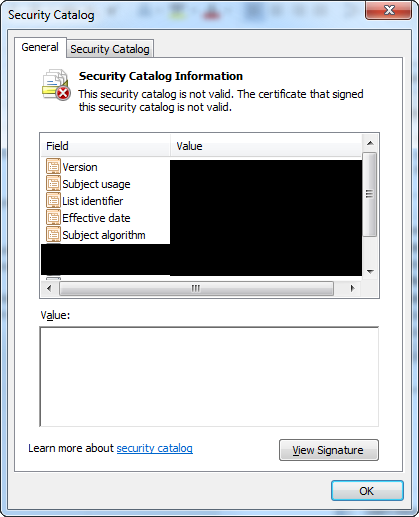 Security Catalog
General
Security Catalog
Security Catalog Information
This security catalog is not valid. The certificate that signed
this security catalog is not valid.
Field
Value
Version
Subject usage
List identifier
Effective date
Subject algorithm
Value:
Learn more about security catalog
View Signature
OK